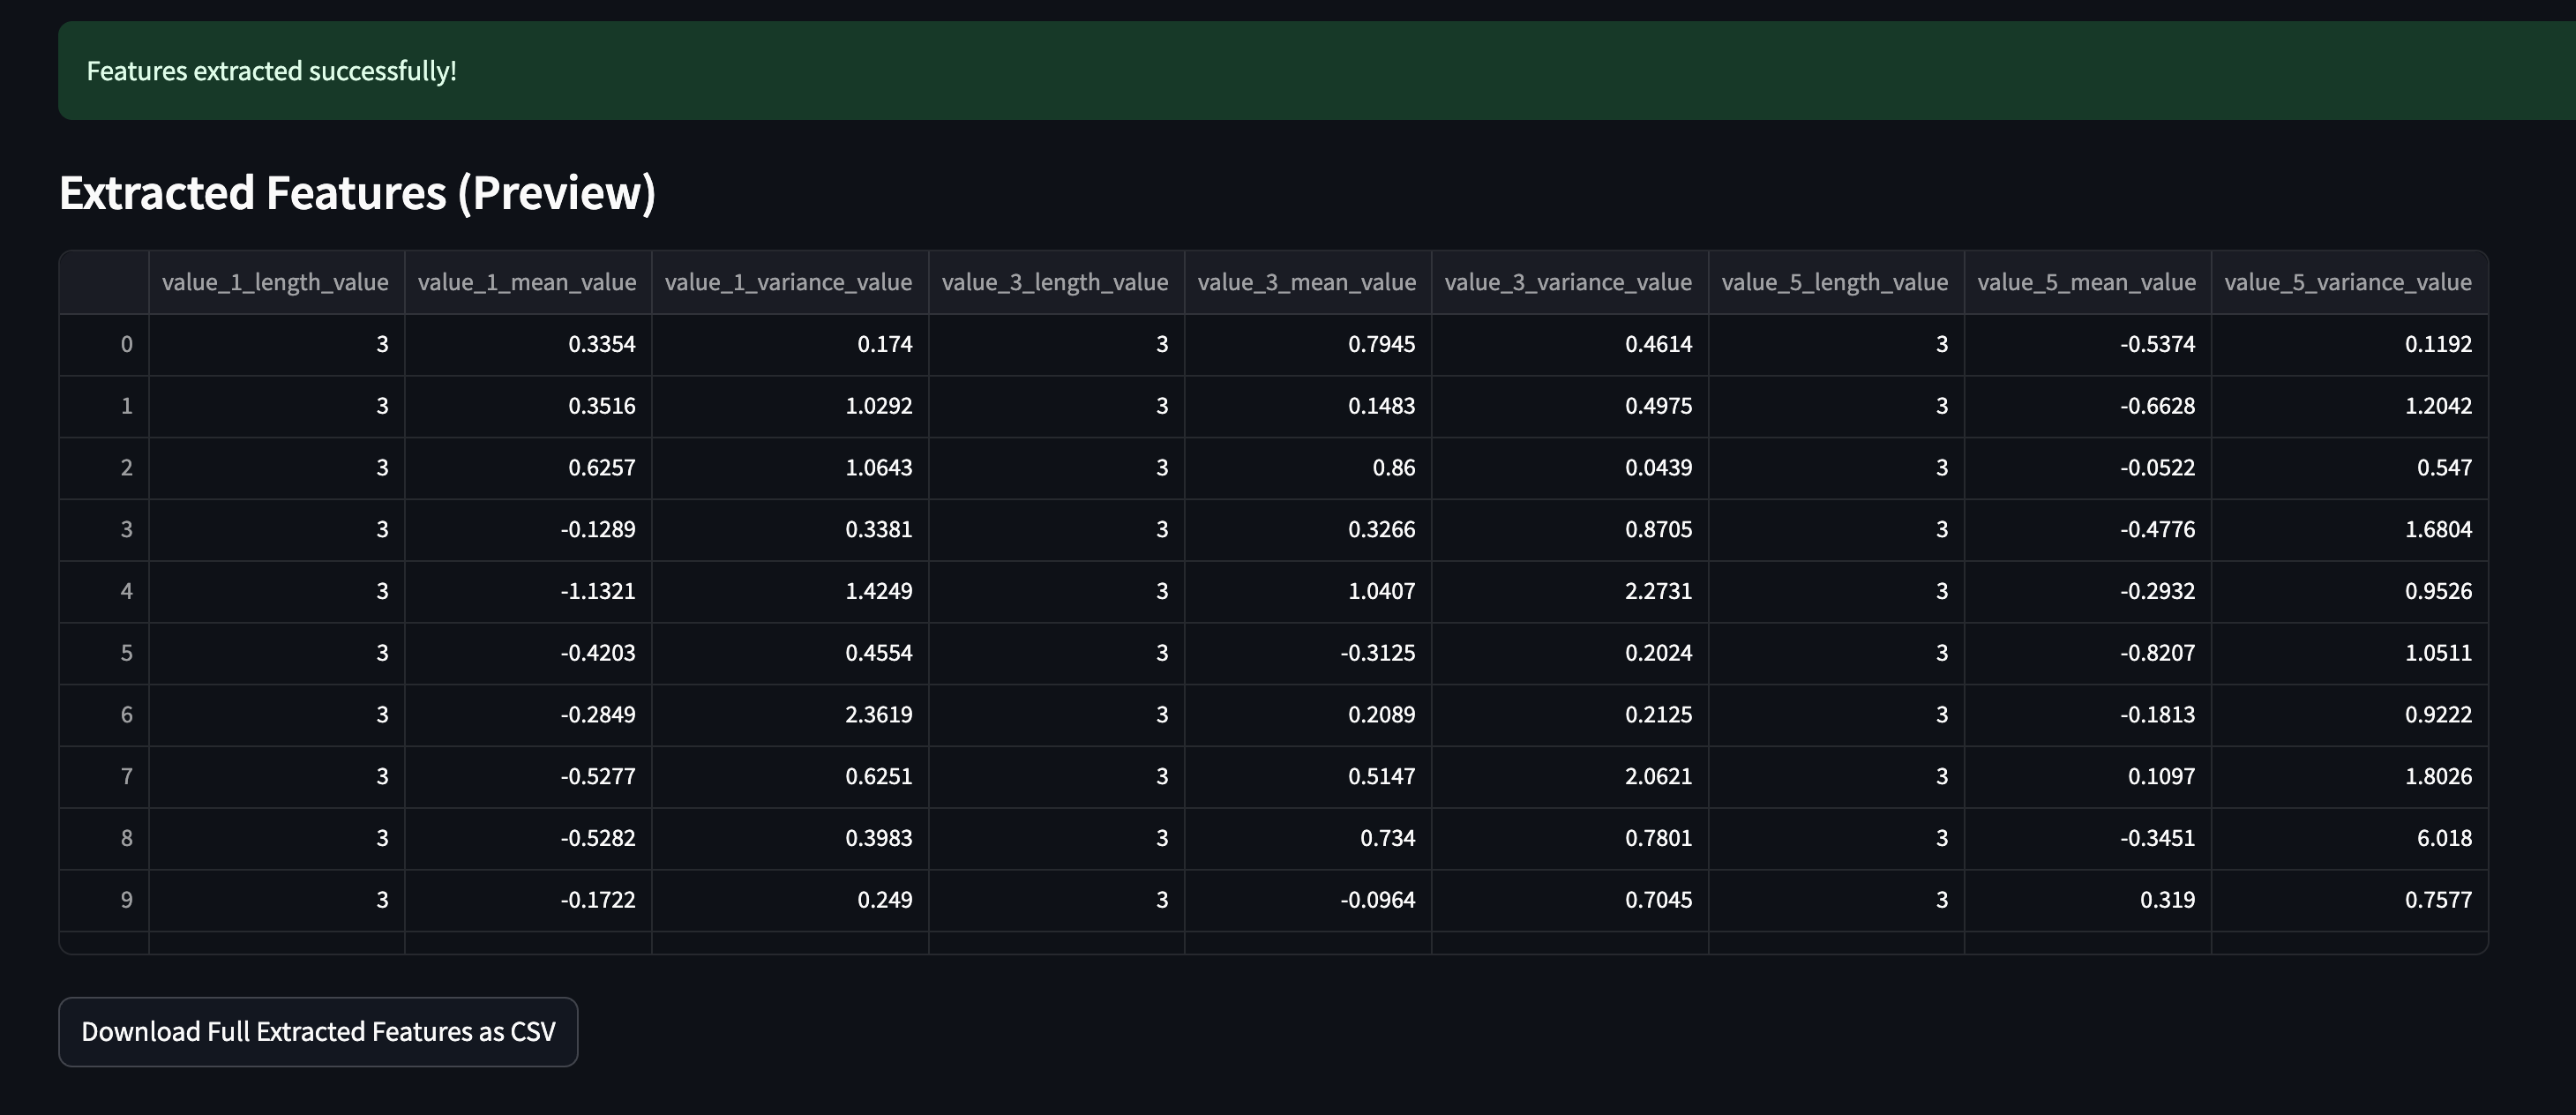 Features extracted successfully!
Extracted Features (Preview)
value_1_length_value value_1_mean_value value_1_variance_value value_3_length_value value_3_mean_value value_3_variance_value value_5_length_value value_5_mean_value value_5_variance_value
0 3 0.3354 0.174 3 0.7945 0.4614 3 -0.5374 0.1192
1 3 0.3516 1.0292 3 0.1483 0.4975 3 -0.6628 1.2042
2 3 0.6257 1.0643 3 0.86 0.0439 3 -0.0522 0.547
3 3 -0.1289 0.3381 3 0.3266 0.8705 3 -0.4776 1.6804
4 3 -1.1321 1.4249 3 1.0407 2.2731 3 -0.2932 0.9526
5 3 -0.4203 0.4554 3 -0.3125 0.2024 3 -0.8207 1.0511
6 3 -0.2849 2.3619 3 0.2089 0.2125 3 -0.1813 0.9222
7 3 -0.5277 0.6251 3 0.5147 2.0621 3 0.1097 1.8026
8 3 -0.5282 0.3983 3 0.734 0.7801 3 -0.3451 6.018
9 3 -0.1722 0.249 3 -0.0964 0.7045 3 0.319 0.7577
Download Full Extracted Features as CSV